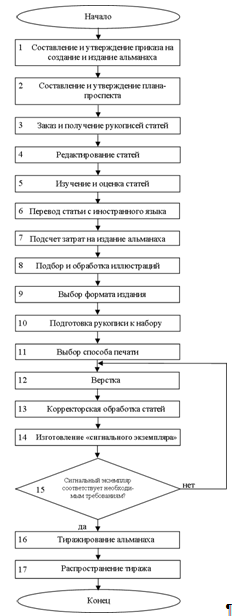 Начало
1 Составление и утверждение приказа на
создание и издание альманаха
2 Составление и утверждение плана-
проспекта
3 Заказ и получение рукописей статей
4 Редактирование статей
5 Изучение и оценка статей
6 Перевод статьи с иностранного языка
7 Подсчет затрат на издание альманаха
8 Подбор и обработка иллюстраций
9 Выбор формата издания
10 Подготовка рукописи к набору
11 Выбор способа печати
12 Верстка
13 Корректорская обработка статей
14 Изготовление «сигнального экземпляра»
Сигнальный экземпляр
15 соответствует необходи-
мым требованиям?
нет
да
16 Тиражирование альманаха
17 Распространение тиража
Конец